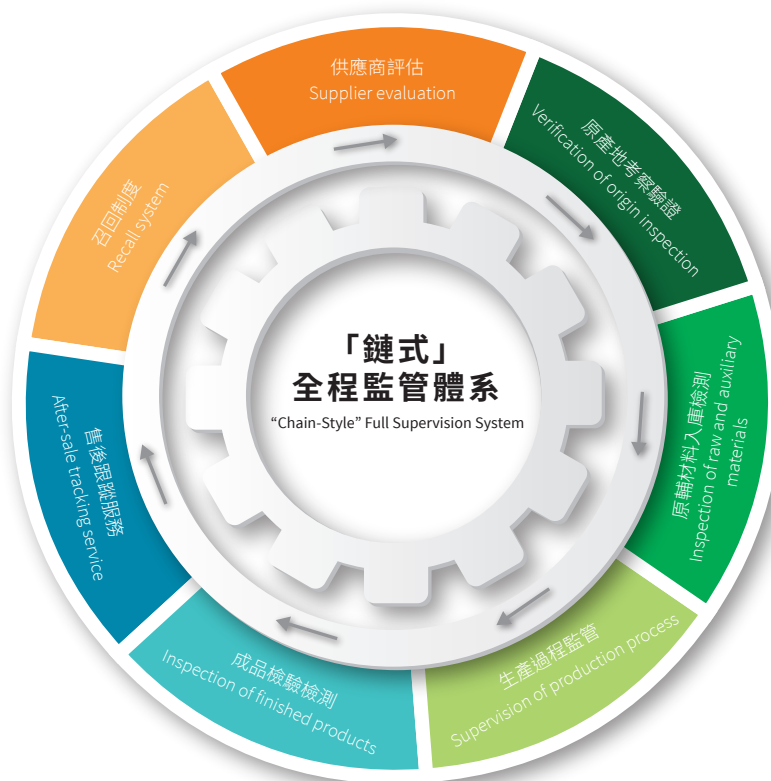 「鏈式」
全程監管體系
“Chain-Style” Full Supervision System
供應商評估
Supplier evaluation
原產地考察驗證
Verification of origin inspection
原輔材料入庫檢測
Inspection of raw and auxiliary
materials
生產過程監管
Supervision of production process
成品檢驗檢測
Inspection of finished products
售後跟蹤服務
After-sale tracking service
召回制度
Recall system